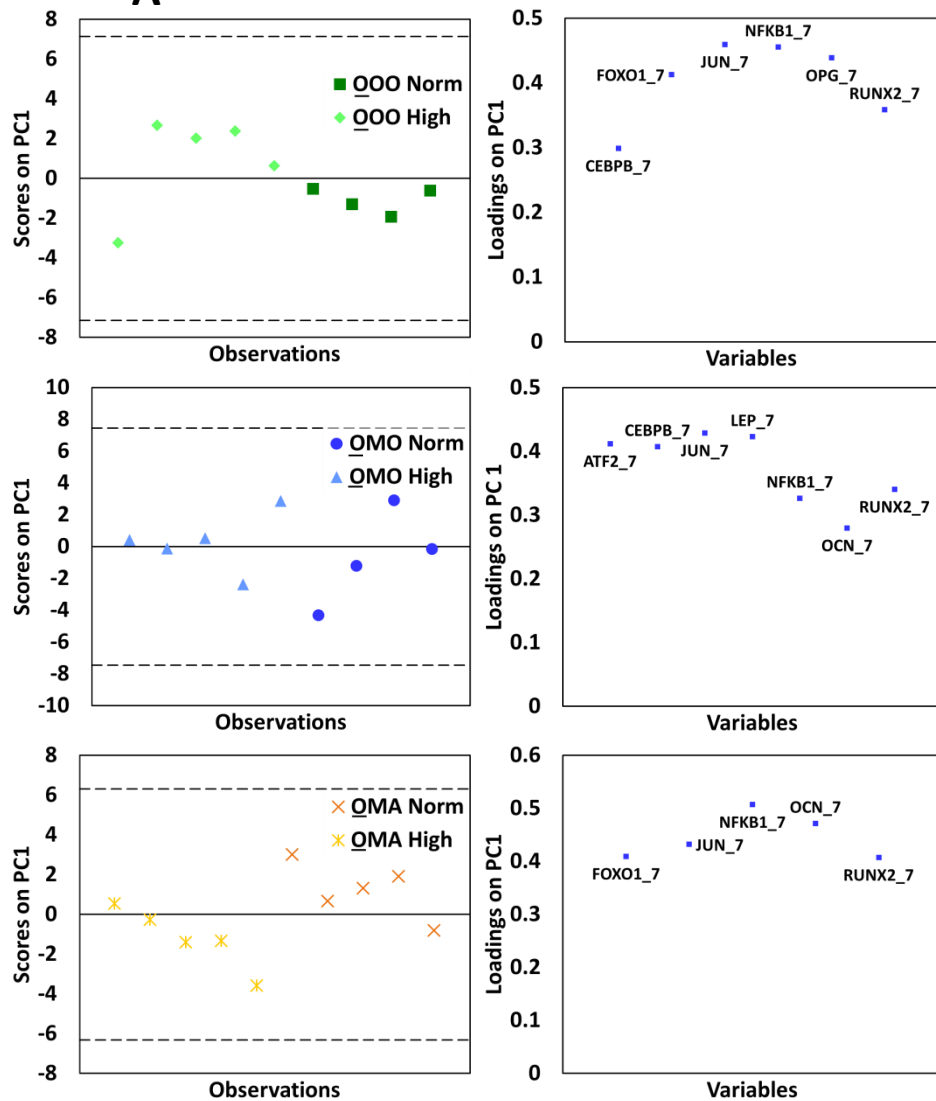 A
8
6
4
2
0
-2
-4
-6
-8
Scores on PC1
OOO Norm
OOO High
Observations
0.5
0.4
0.3
0.2
0.1
0
Loadings on PC1
CEBPB_7
FOXO1_7
JUN_7
NFKB1_7
OPG_7
RUNX2_7
Variables
10
8
6
4
2
0
-2
-4
-6
-8
-10
Scores on PC1
OMO Norm
OMO High
Observations
0.5
0.4
0.3
0.2
0.1
0
Loadings on PC 1
ATF2_7
CEBPB_7
JUN_7
LEP_7
NFKB1_7
OCN_7
RUNX2_7
Variables
8
6
4
2
0
-2
-4
-6
-8
Scores on PC1
OMA Norm
OMA High
Observations
0.6
0.5
0.4
0.3
0.2
0.1
0
Loadings on PC1
FOXO1_7
JUN_7
NFKB1_7
OCN_7
RUNX2_7
Variables